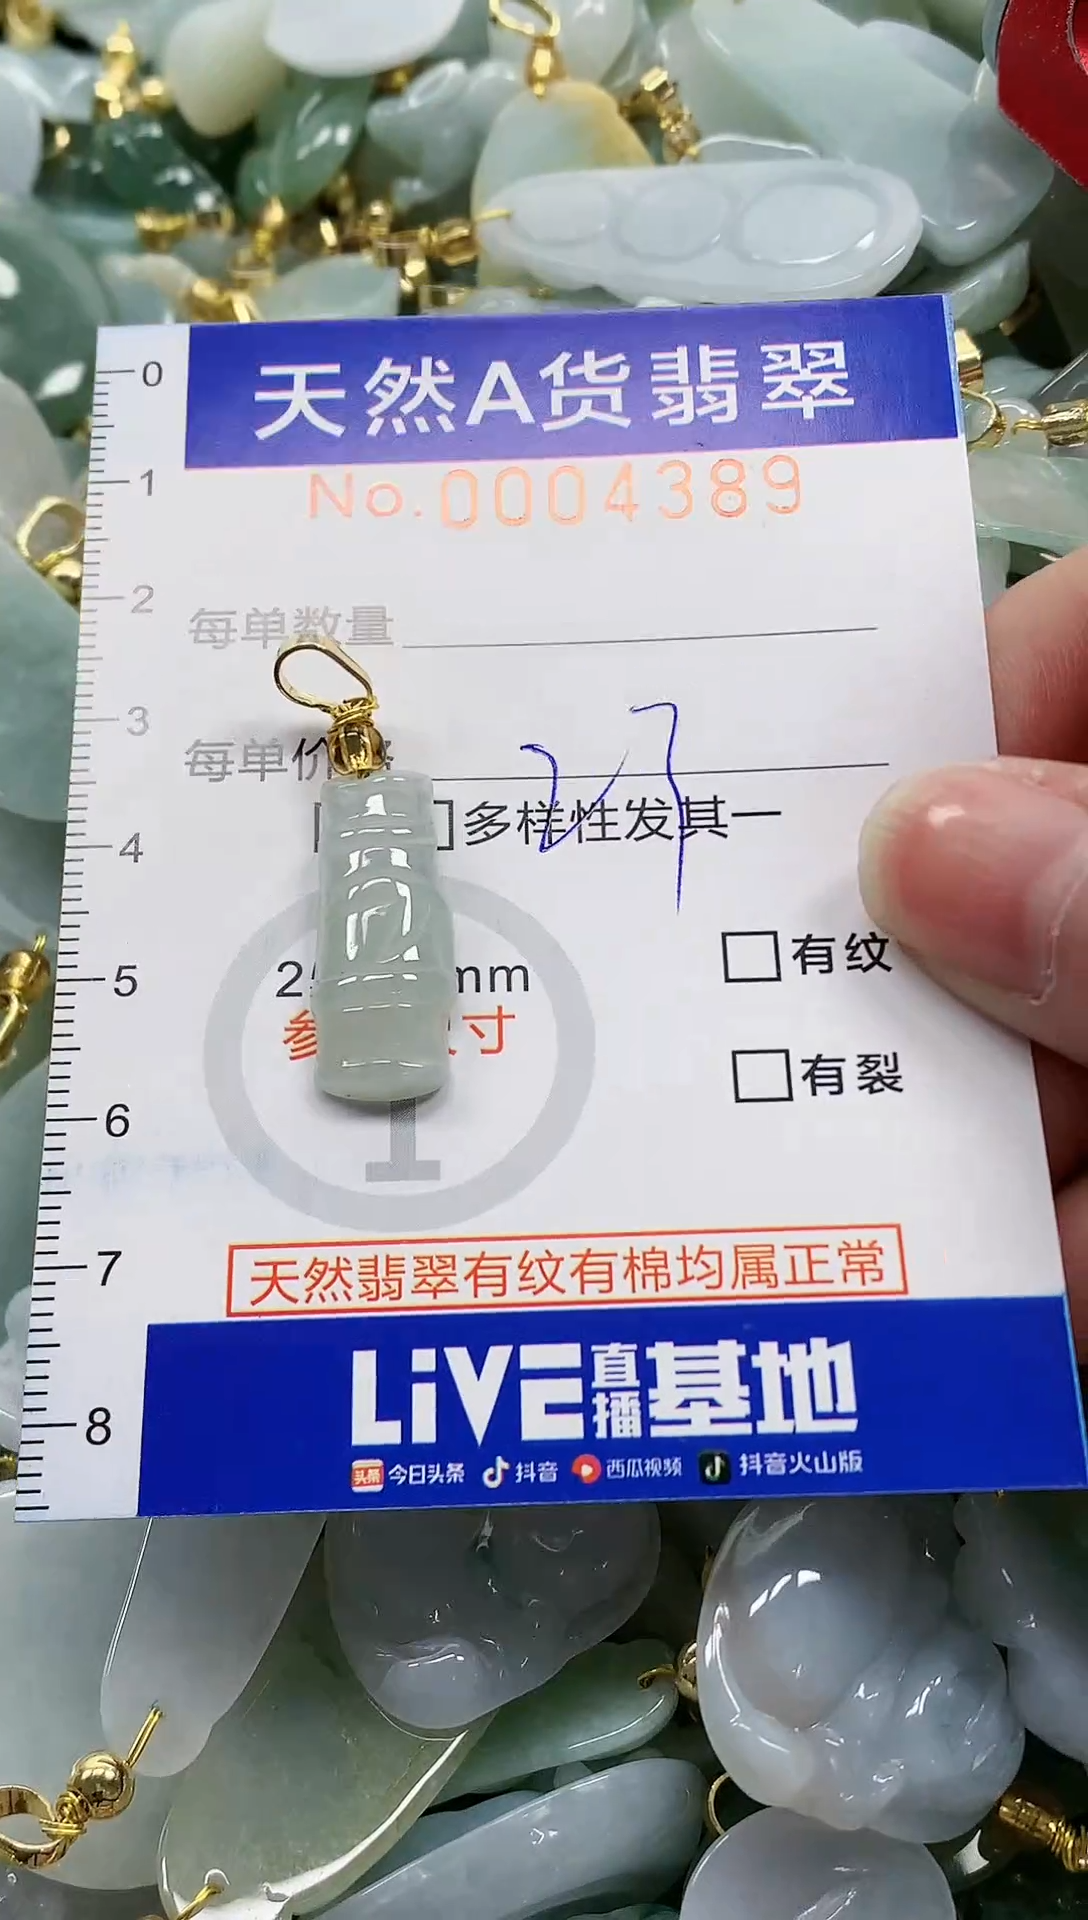 天然A货翡翠
No.0004389
0
1
2
3
4
5
6
7
8
每单数量
每单价
27
多样性发其一
mm
有纹
有裂
1
天然翡翠有纹有棉均属正常
LiVE直播基地
头条 今日头条 抖音 西瓜视频 抖音火山版